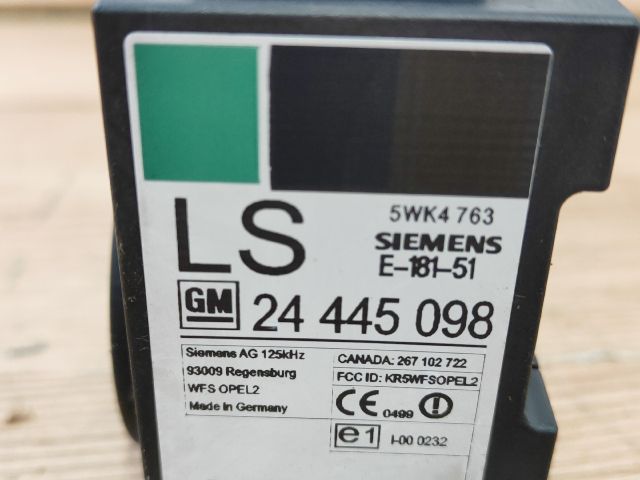 LS
5WK4 763
SIEMENS
E-181-51
GM 24 445 098
Siemens AG 125kHz
93009 Regensburg
WFS OPEL2
Made in Germany
CANADA: 267 102 722
FCC ID: KR5WFSOPEL2
CE 0499 !
e1 I-00 0232